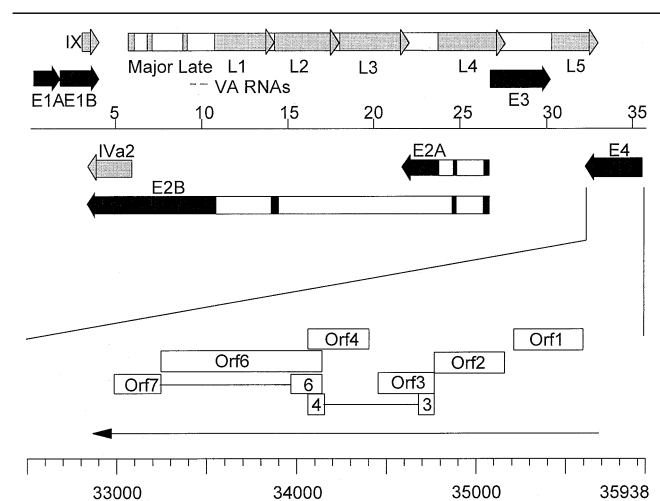 IX
Major Late L1 L2 L3 L4 L5
VA RNAs
E1A E1B E3
5 10 15 20 25 30 35
IVa2 E2A E4
E2B
Orf4 Orf1
Orf6 Orf2
Orf7 6 Orf3
4 3
33000 34000 35000 35938